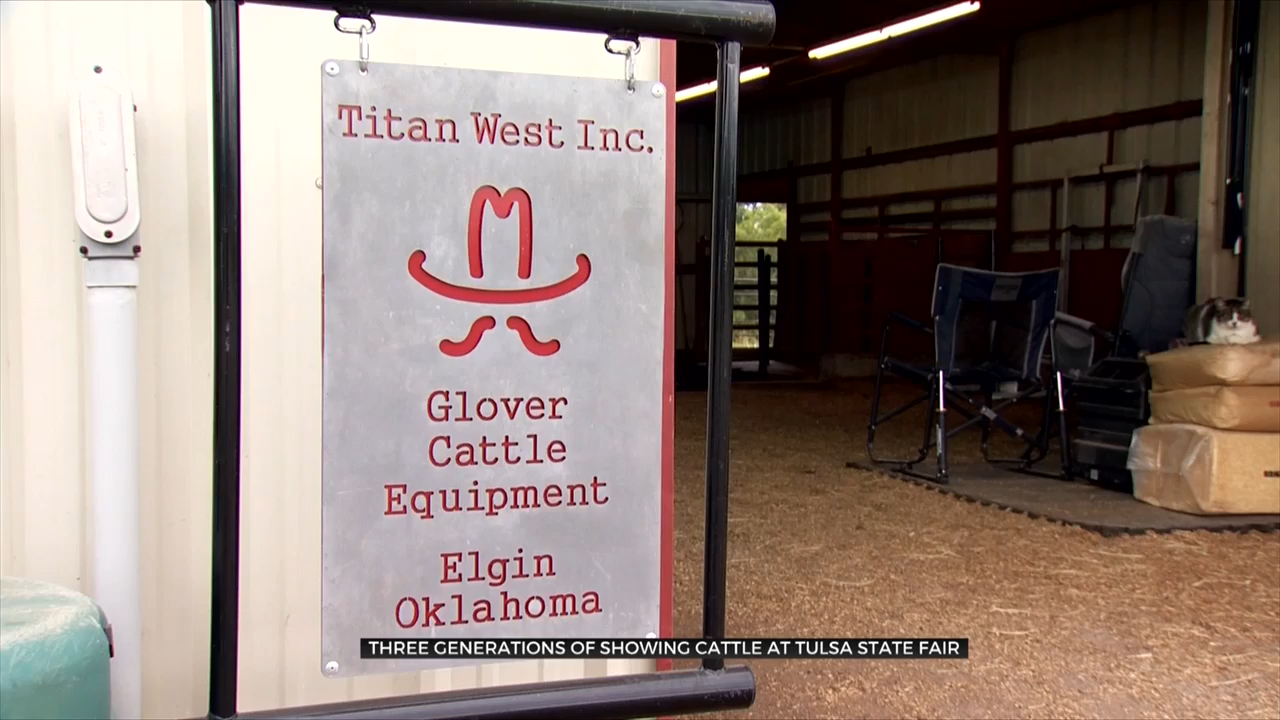 Titan West Inc.
Glover
Cattle
Equipment
Elgin
Oklahoma
THREE GENERATIONS OF SHOWING CATTLE AT TULSA STATE FAIR